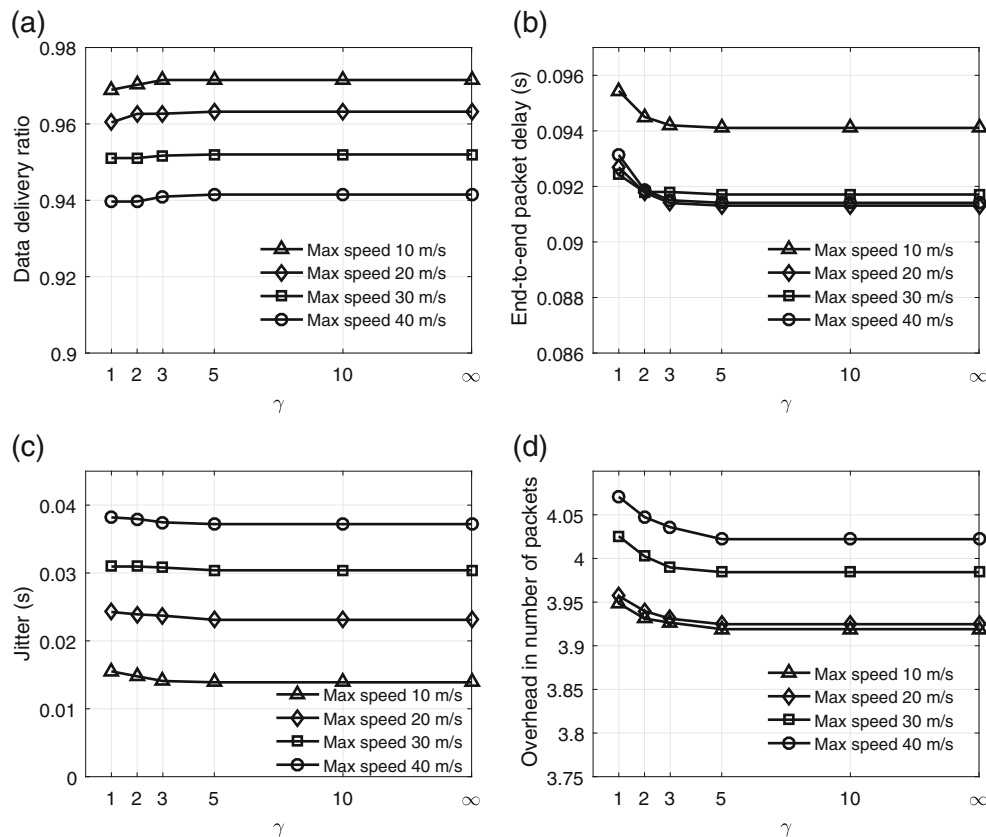 (a)
0.98
0.96
0.94
0.92
0.9
Data delivery ratio
Max speed 10 m/s
Max speed 20 m/s
Max speed 30 m/s
Max speed 40 m/s
1 2 3 5 10 ∞
γ
(b)
0.096
0.094
0.092
0.09
0.088
0.086
End-to-end packet delay (s)
Max speed 10 m/s
Max speed 20 m/s
Max speed 30 m/s
Max speed 40 m/s
1 2 3 5 10 ∞
γ
(c)
0.04
0.03
0.02
0.01
0
Jitter (s)
Max speed 10 m/s
Max speed 20 m/s
Max speed 30 m/s
Max speed 40 m/s
1 2 3 5 10 ∞
γ
(d)
4.05
4
3.95
3.9
3.85
3.8
3.75
Overhead in number of packets
Max speed 10 m/s
Max speed 20 m/s
Max speed 30 m/s
Max speed 40 m/s
1 2 3 5 10 ∞
γ